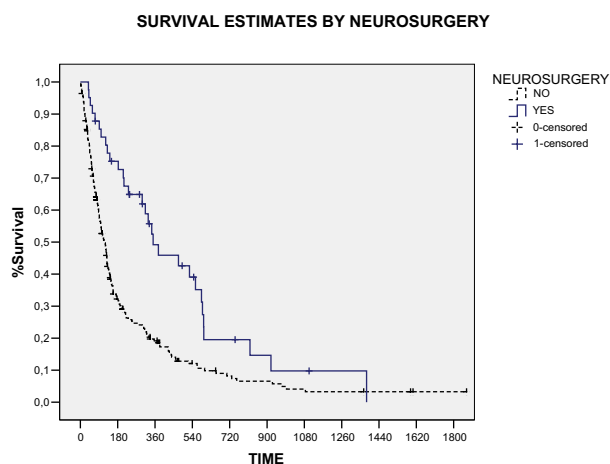 SURVIVAL ESTIMATES BY NEUROSURGERY
NEUROSURGERY
NO
YES
0-censored
1-censored
%Survival
1,0
0,9
0,8
0,7
0,6
0,5
0,4
0,3
0,2
0,1
0,0
0 180 360 540 720 900 1080 1260 1440 1620 1800
TIME